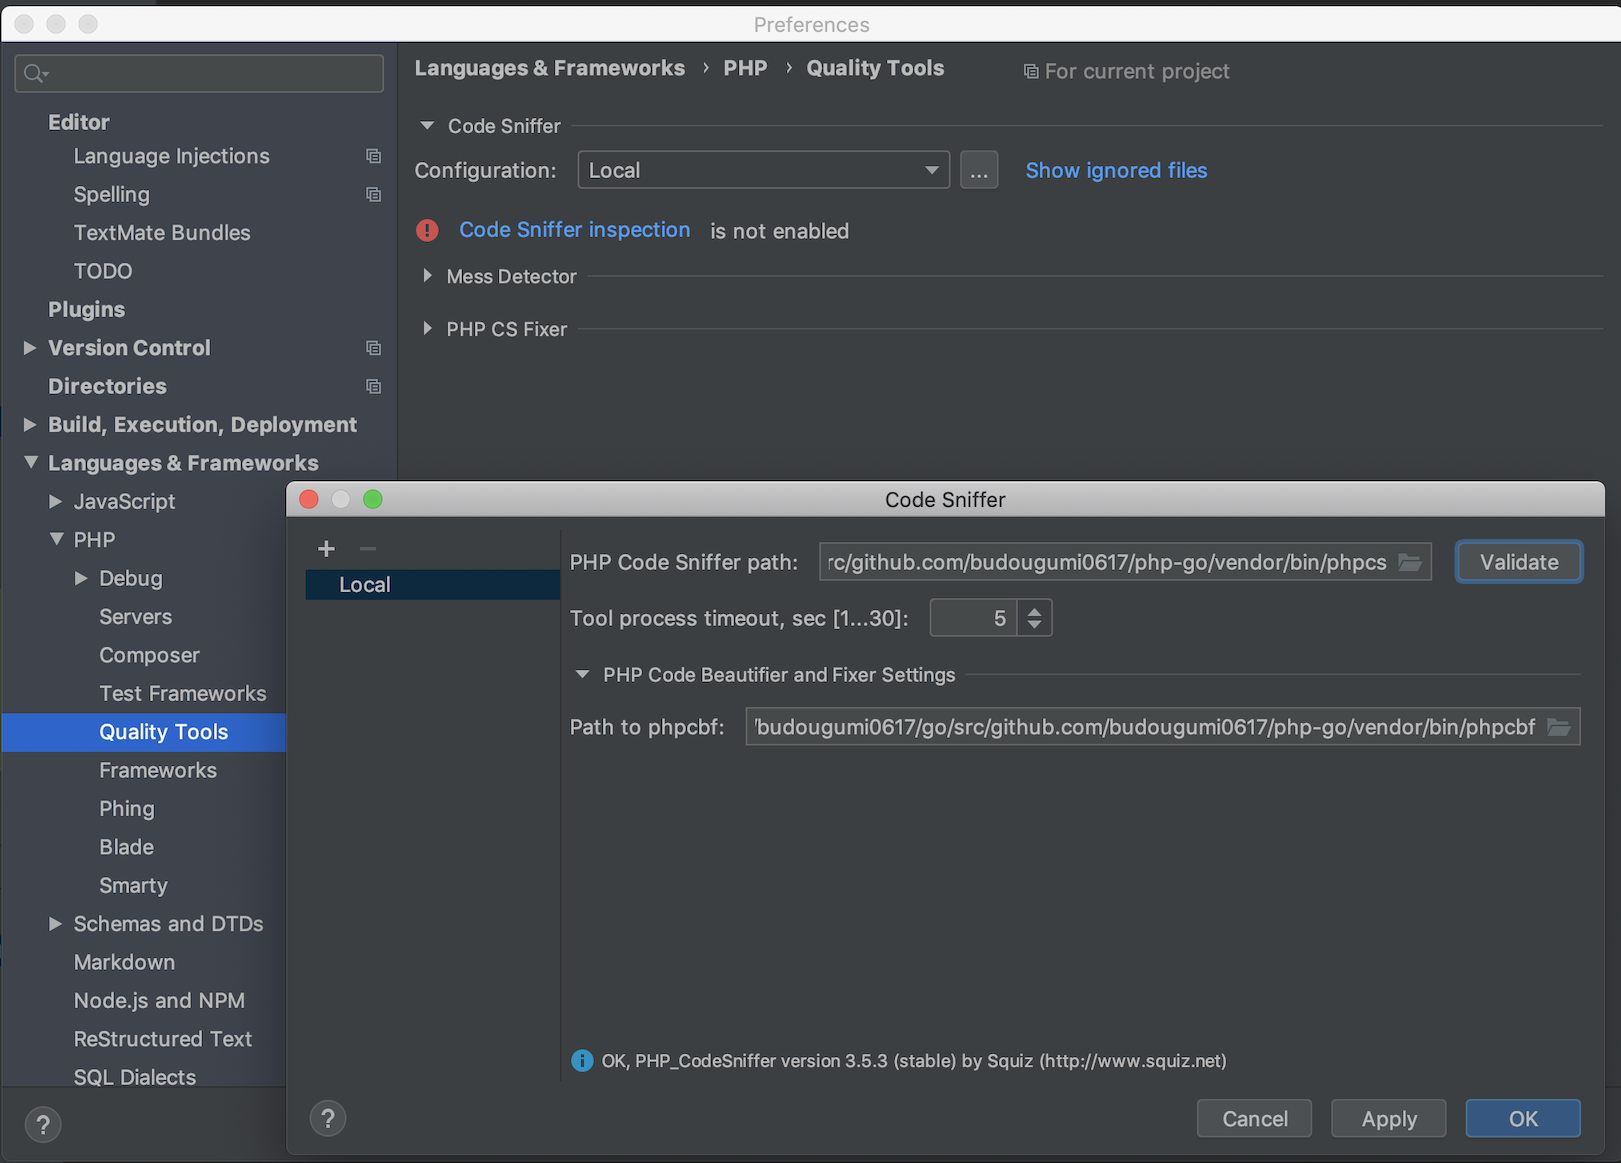 Preferences
Languages & Frameworks › PHP › Quality Tools For current project
Editor
Language Injections
Spelling
TextMate Bundles
TODO
Plugins
Version Control
Directories
Build, Execution, Deployment
Languages & Frameworks
JavaScript
PHP
Debug
Servers
Composer
Test Frameworks
Quality Tools
Frameworks
Phing
Blade
Smarty
Schemas and DTDs
Markdown
Node.js and NPM
ReStructured Text
SQL Dialects
?
Code Sniffer
Configuration: Local ... Show ignored files
! Code Sniffer inspection is not enabled
Mess Detector
PHP CS Fixer
Code Sniffer
+ −
Local
PHP Code Sniffer path: rc/github.com/budougumi0617/php-go/vendor/bin/phpcs Validate
Tool process timeout, sec [1...30]: 5
PHP Code Beautifier and Fixer Settings
Path to phpcbf: /budougumi0617/go/src/github.com/budougumi0617/php-go/vendor/bin/phpcbf
i OK, PHP_CodeSniffer version 3.5.3 (stable) by Squiz (http://www.squiz.net)
? Cancel Apply OK